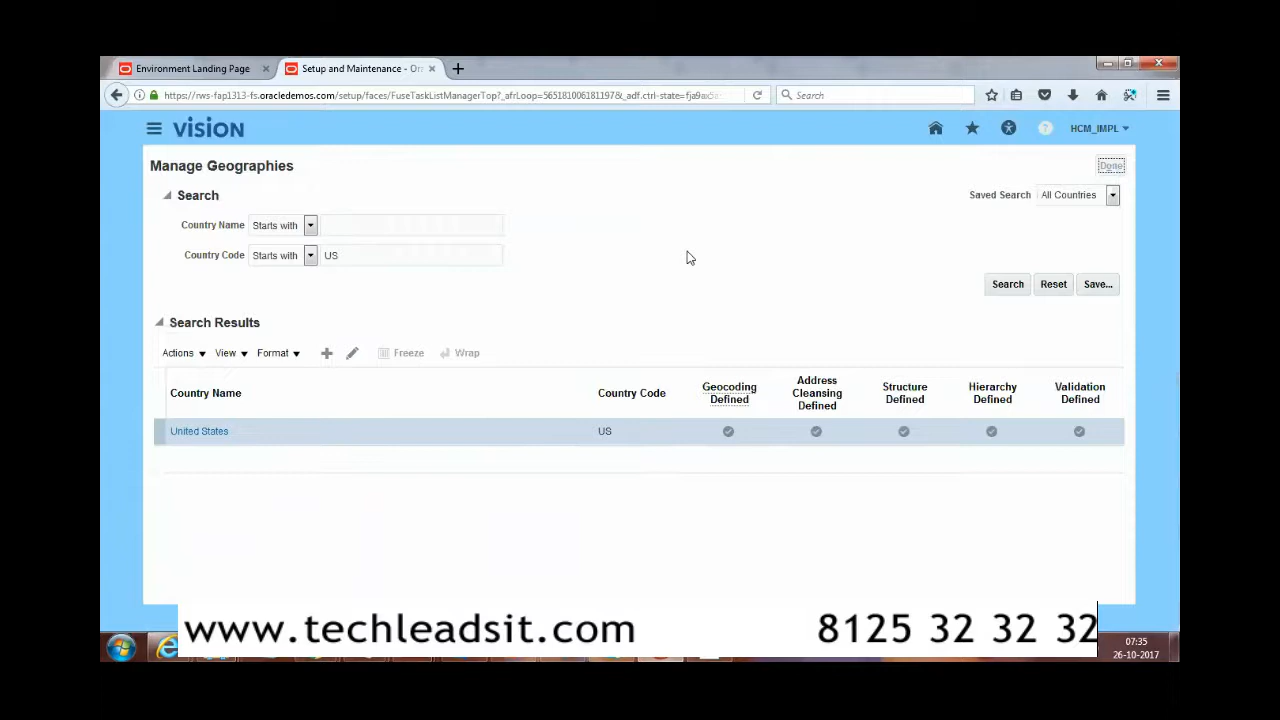 Environment Landing Page
Setup and Maintenance - Or
https://rws-fap1313-fs.oracledemos.com/setup/faces/FuseTaskListManagerTop?_afrLoop=5651810061811978&_adf.ctrl-state=fja9
Search
VISION
HCM_IMPL
Manage Geographies
Done
Search
Saved Search All Countries
Country Name Starts with
Country Code Starts with US
Search Reset Save...
Search Results
Actions View Format Freeze Wrap
Country Name Country Code Geocoding Defined Address Cleansing Defined Structure Defined Hierarchy Defined Validation Defined
United States US
www.techleadsit.com 8125 32 32 32
07:35
26-10-2017